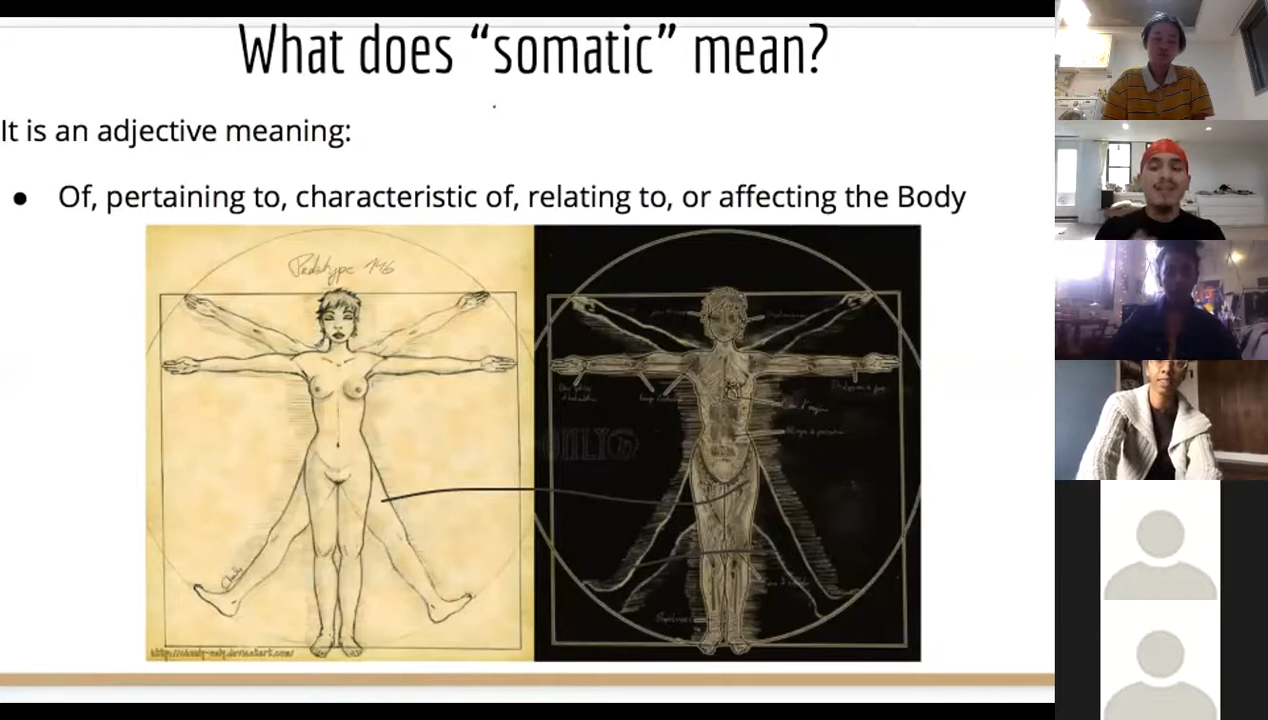 What does “somatic” mean?
It is an adjective meaning:
● Of, pertaining to, characteristic of, relating to, or affecting the Body
Prototype